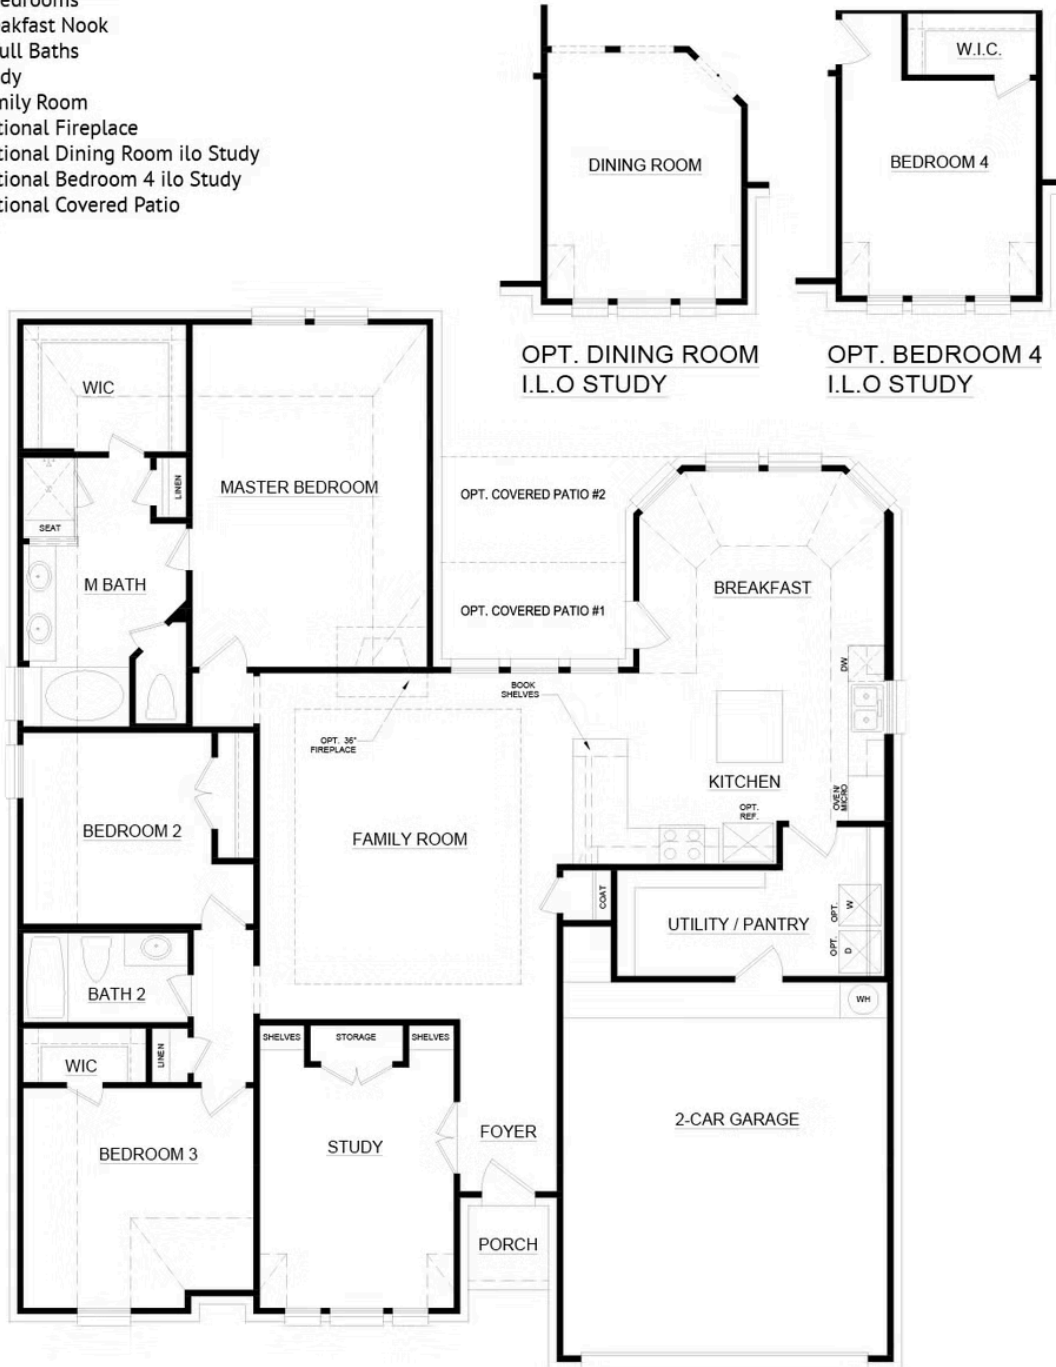 edrooms
eakfast Nook
ull Baths
dy
mily Room
tional Fireplace
tional Dining Room ilo Study
tional Bedroom 4 ilo Study
tional Covered Patio
DINING ROOM
OPT. DINING ROOM
I.L.O STUDY
W.I.C.
BEDROOM 4
OPT. BEDROOM 4
I.L.O STUDY
WIC
LINEN
SEAT
M BATH
MASTER BEDROOM
OPT. COVERED PATIO #2
OPT. COVERED PATIO #1
BREAKFAST
DW
BOOK
SHELVES
OPT. 36"
FIREPLACE
KITCHEN
OPT.
REF.
OVEN/
MICRO
BEDROOM 2
FAMILY ROOM
COAT
UTILITY / PANTRY
OPT.
W
OPT.
D
WH
BATH 2
WIC
LINEN
SHELVES
STORAGE
SHELVES
BEDROOM 3
STUDY
FOYER
2-CAR GARAGE
PORCH